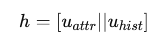 h = [u_{attr}||u_{hist}]